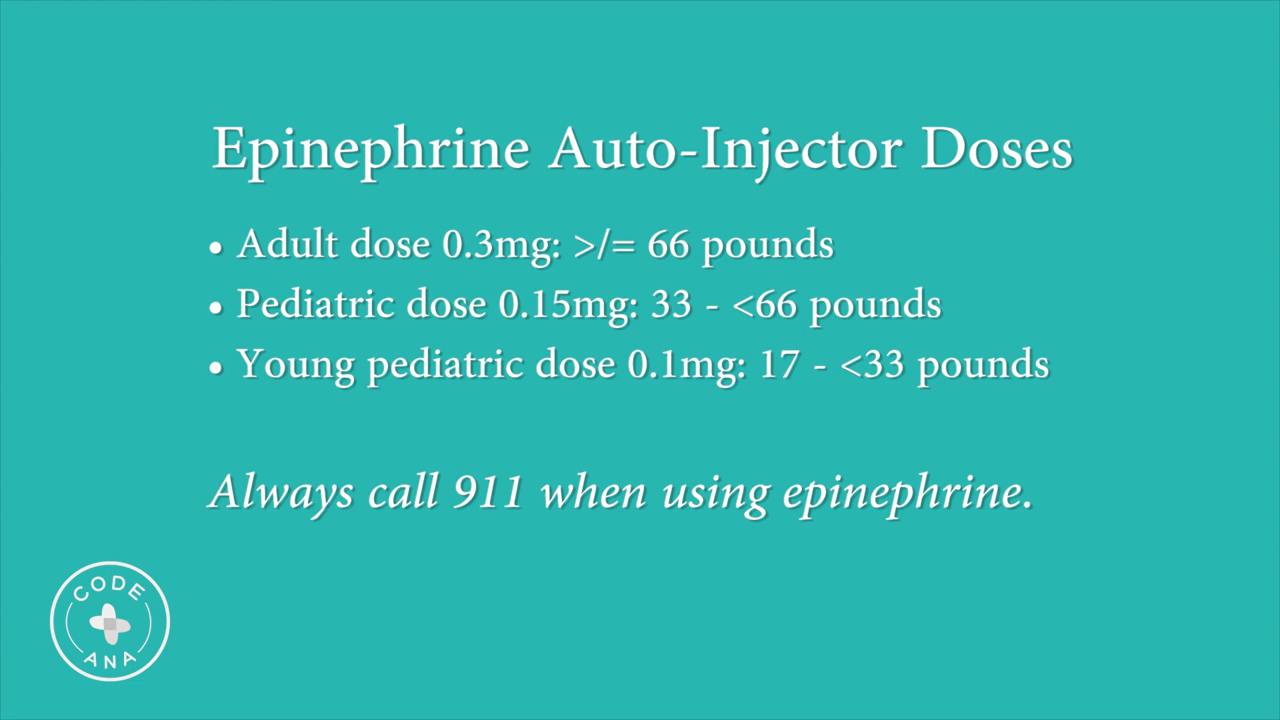 Epinephrine Auto-Injector Doses
• Adult dose 0.3mg: >/= 66 pounds
• Pediatric dose 0.15mg: 33 - <66 pounds
• Young pediatric dose 0.1mg: 17 - <33 pounds
Always call 911 when using epinephrine.
CODE
ANA